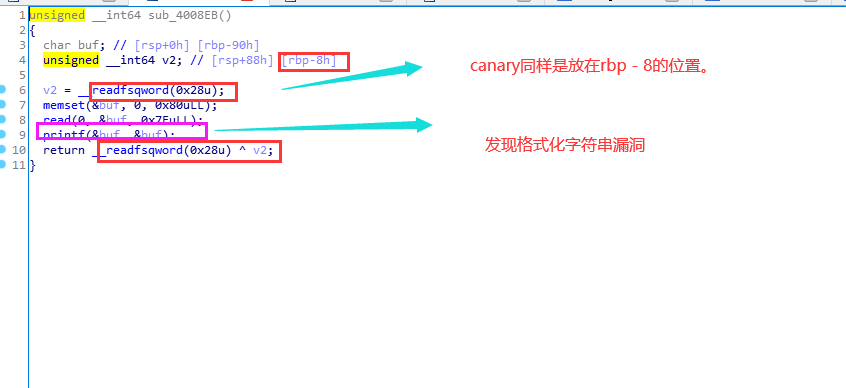 1 unsigned __int64 sub_4008EB()
2 {
3 char buf; // [rsp+0h] [rbp-90h]
4 unsigned __int64 v2; // [rsp+88h] [rbp-8h]
5
6 v2 = __readfsqword(0x28u);
7 memset(&buf, 0, 0x80uLL);
8 read(0, &buf, 0x7FuLL);
9 printf(&buf, &buf);
10 return __readfsqword(0x28u) ^ v2;
11 }
canary同样是放在rbp - 8的位置。
发现格式化字符串漏洞